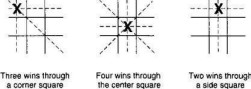 X
X
X
Three wins through
a corner square
Four wins through
the center square
Two wins through
a side square